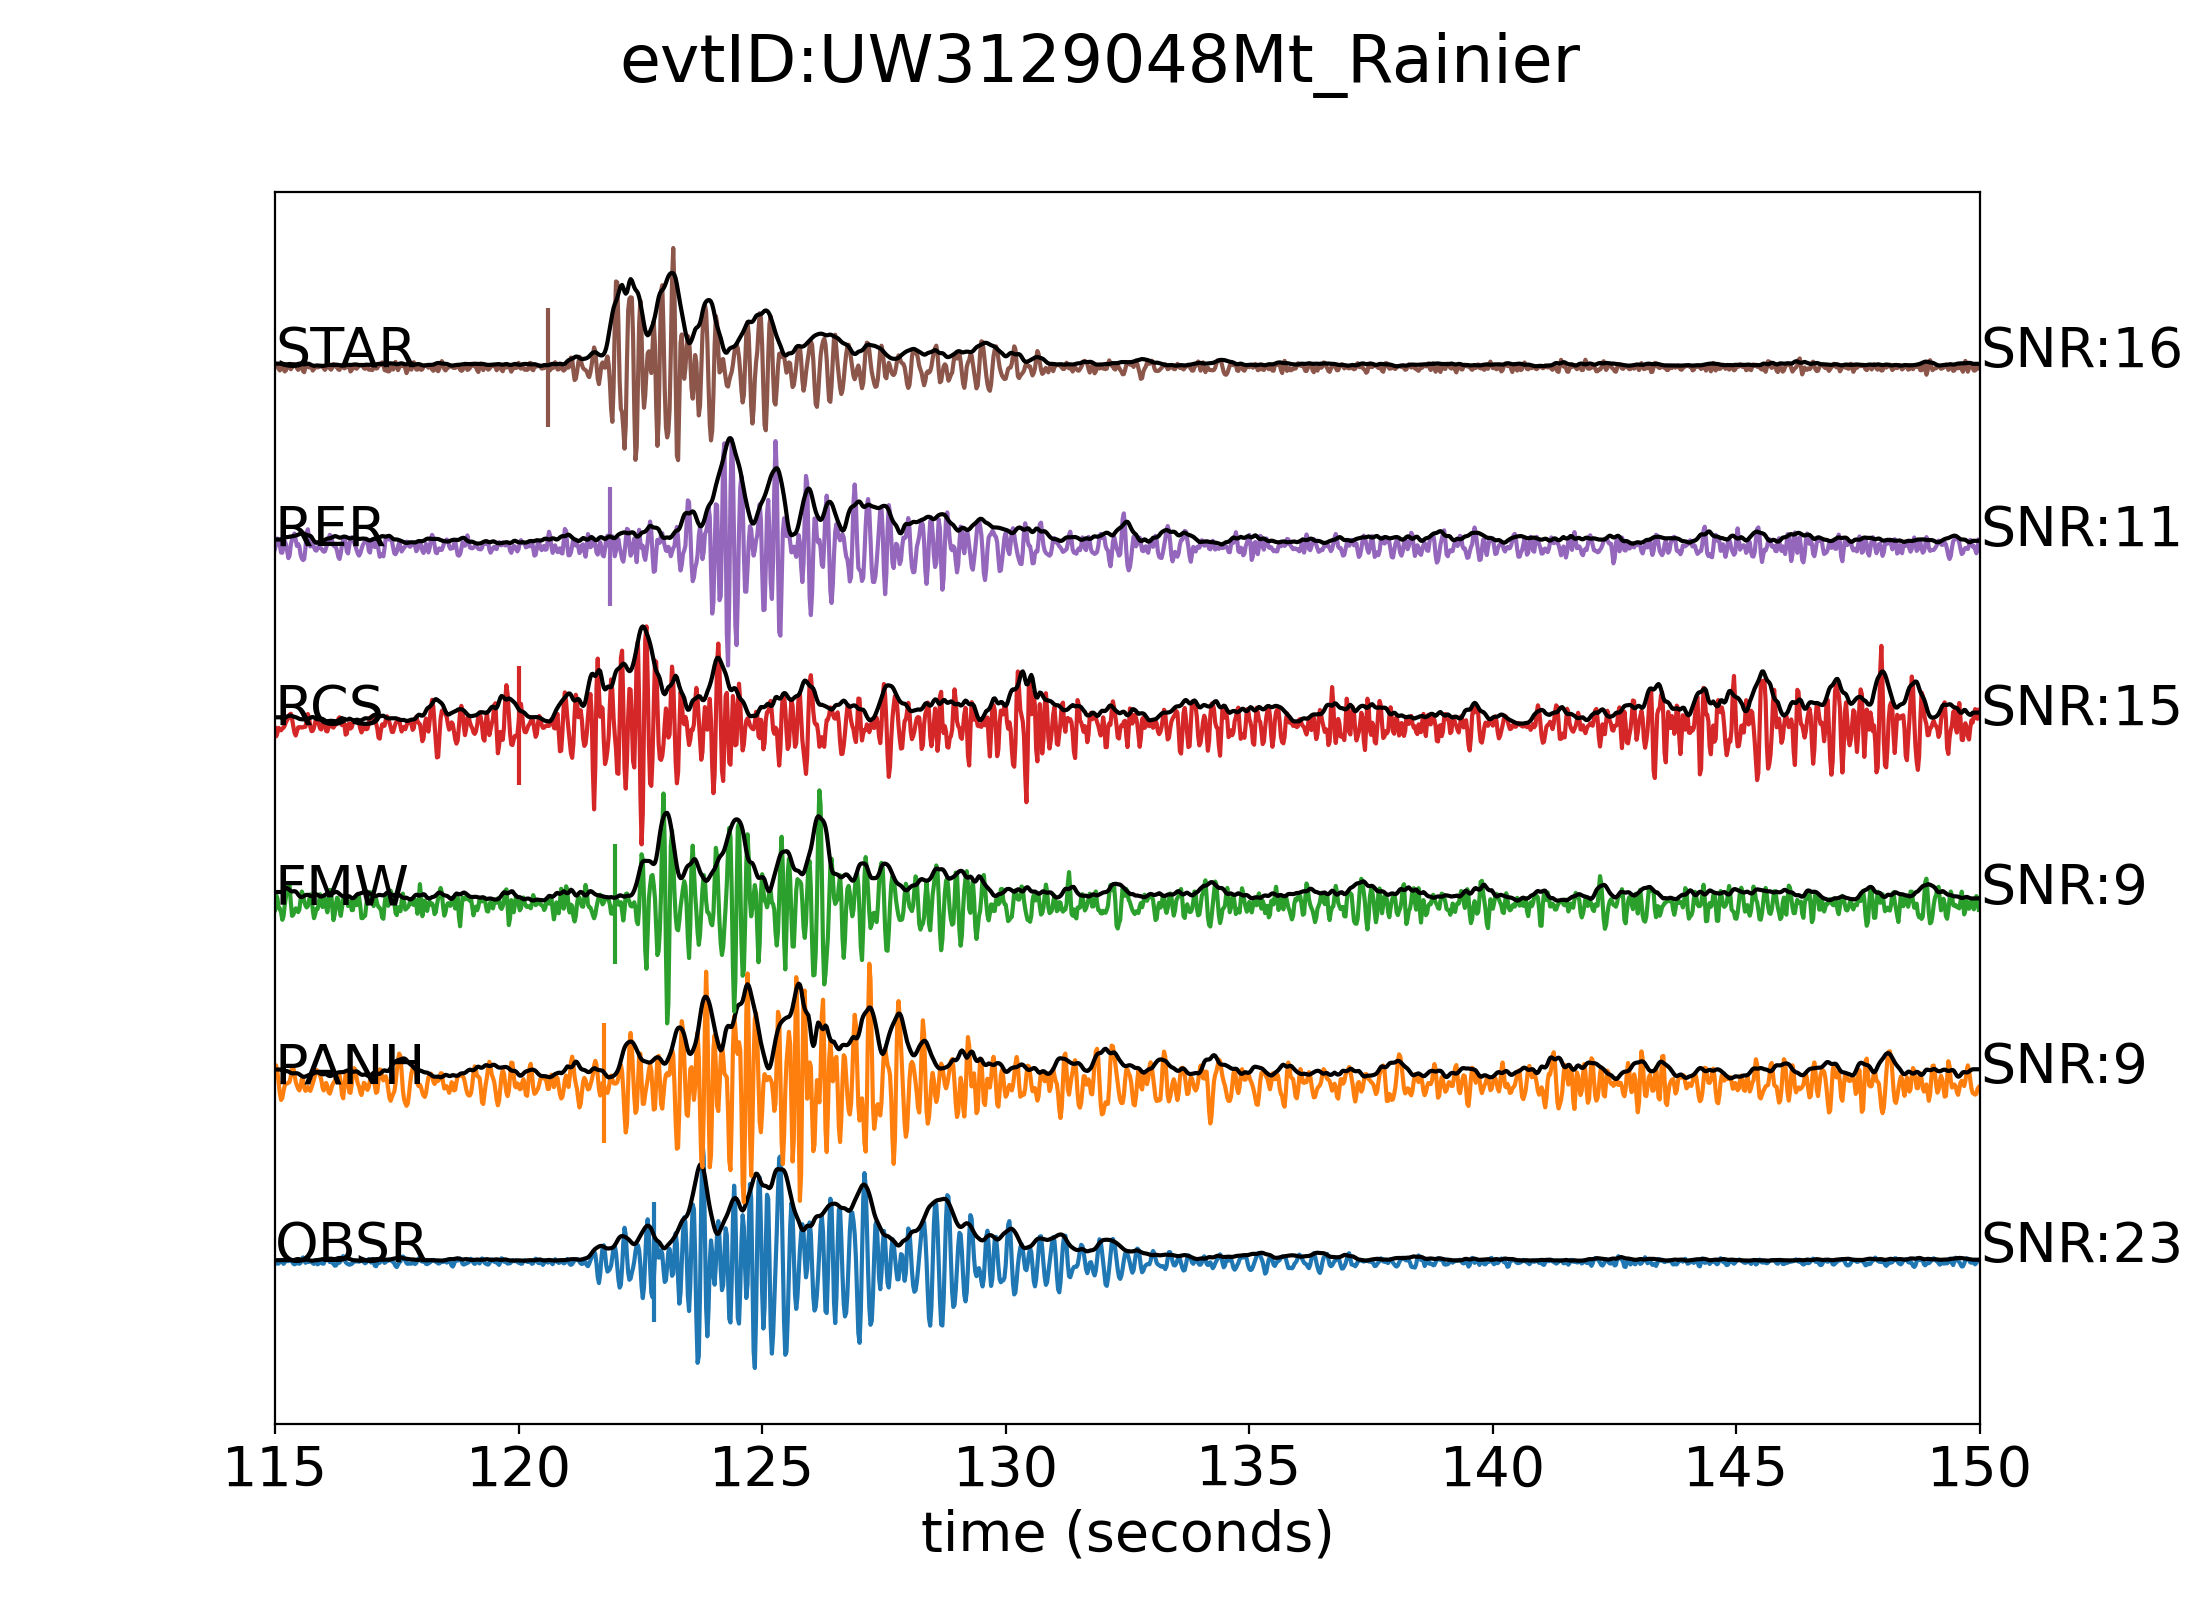 evtID:UW3129048Mt_Rainier
STAR SNR:16
RER SNR:11
RCS SNR:15
FMW SNR:9
PANH SNR:9
OBSR SNR:23
115 120 125 130 135 140 145 150
time (seconds)